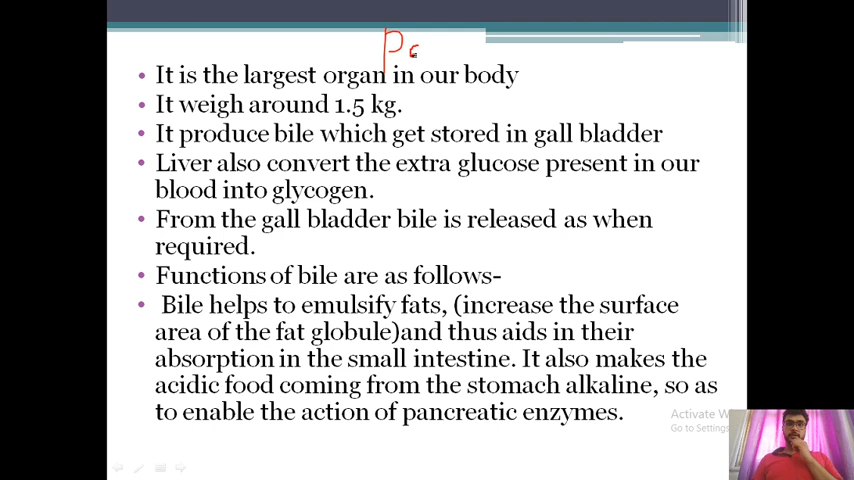 • It is the largest organ in our body
• It weigh around 1.5 kg.
• It produce bile which get stored in gall bladder
• Liver also convert the extra glucose present in our
blood into glycogen.
• From the gall bladder bile is released as when
required.
• Functions of bile are as follows-
• Bile helps to emulsify fats, (increase the surface
area of the fat globule)and thus aids in their
absorption in the small intestine. It also makes the
acidic food coming from the stomach alkaline, so as
to enable the action of pancreatic enzymes.
Activate
Go to Settings